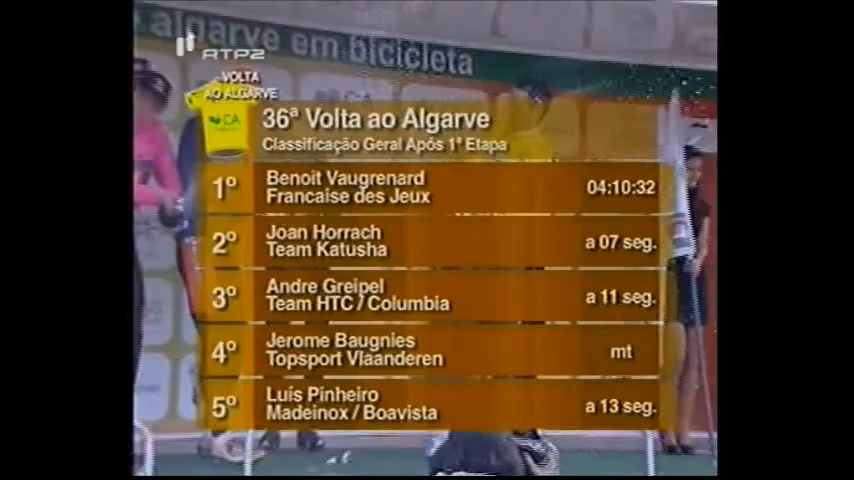 algarve em bicicleta
RTP2
VOLTA
AO ALGARVE
CA
36ª Volta ao Algarve
Classificação Geral Após 1ª Etapa
1º Benoit Vaugrenard 04:10:32
Francaise des Jeux
2º Joan Horrach a 07 seg.
Team Katusha
3º Andre Greipel a 11 seg.
Team HTC / Columbia
4º Jerome Baugnies mt
Topsport Vlaanderen
5º Luís Pinheiro a 13 seg.
Madeinox / Boavista